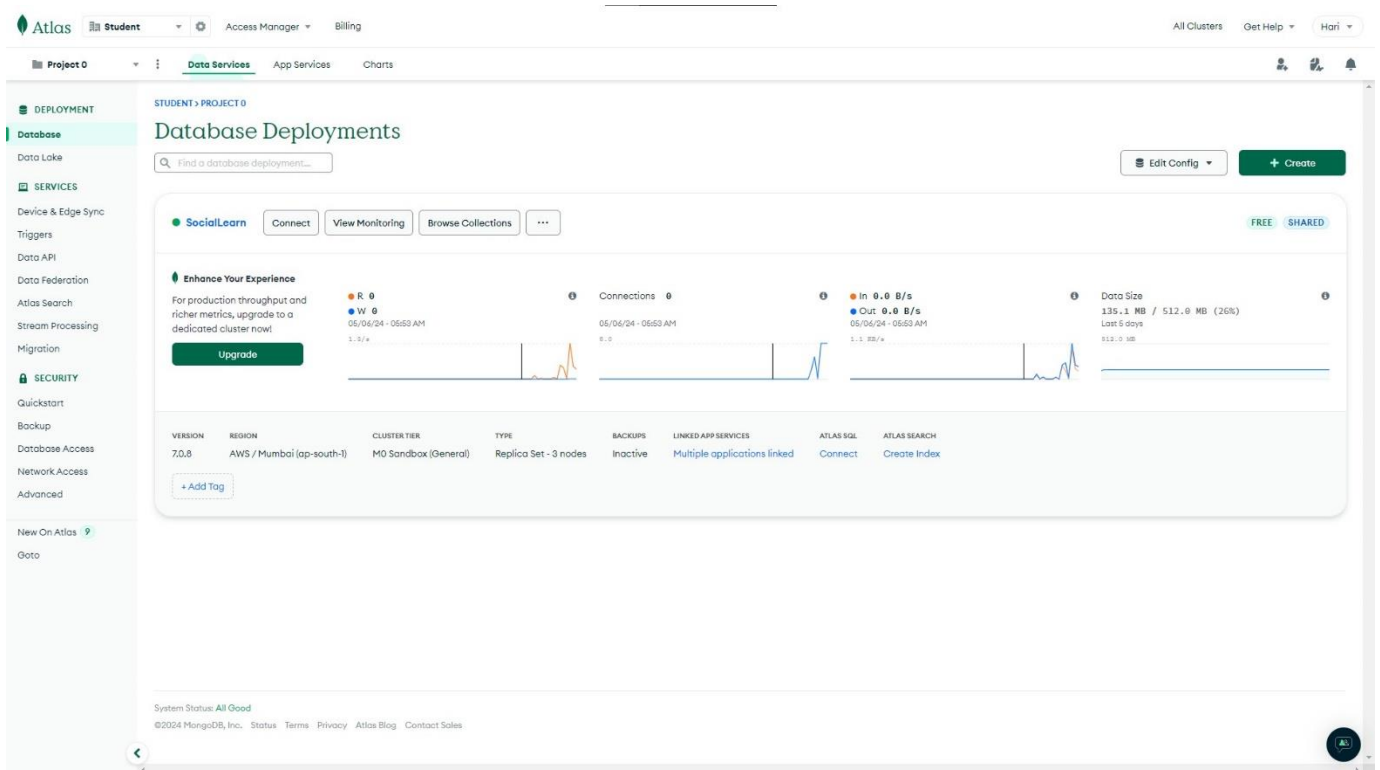 Atlas
Student
Access Manager
Billing
All Clusters
Get Help
Hari
Project 0
Data Services
App Services
Charts
DEPLOYMENT
Database
Data Lake
SERVICES
Device & Edge Sync
Triggers
Data API
Data Federation
Atlas Search
Stream Processing
Migration
SECURITY
Quickstart
Backup
Database Access
Network Access
Advanced
New On Atlas 9
Goto
STUDENT > PROJECT 0
Database Deployments
Find a database deployment...
Edit Config
+ Create
SocialLearn
Connect
View Monitoring
Browse Collections
...
FREE
SHARED
Enhance Your Experience
For production throughput and
richer metrics, upgrade to a
dedicated cluster now!
Upgrade
R 0
W 0
05/06/24 - 05:53 AM
1.0/s
Connections 0
05/06/24 - 05:53 AM
In 0.0 B/s
Out 0.0 B/s
05/06/24 - 05:53 AM
1.1 KB/s
Data Size
135.1 MB / 512.0 MB (26%)
Last 5 days
512.0 MB
VERSION
7.0.8
REGION
AWS / Mumbai (ap-south-1)
CLUSTER TIER
M0 Sandbox (General)
TYPE
Replica Set - 3 nodes
BACKUPS
Inactive
LINKED APP SERVICES
Multiple applications linked
ATLAS SQL
Connect
ATLAS SEARCH
Create Index
+ Add Tag
System Status: All Good
©2024 MongoDB, Inc. Status Terms Privacy Atlas Blog Contact Sales